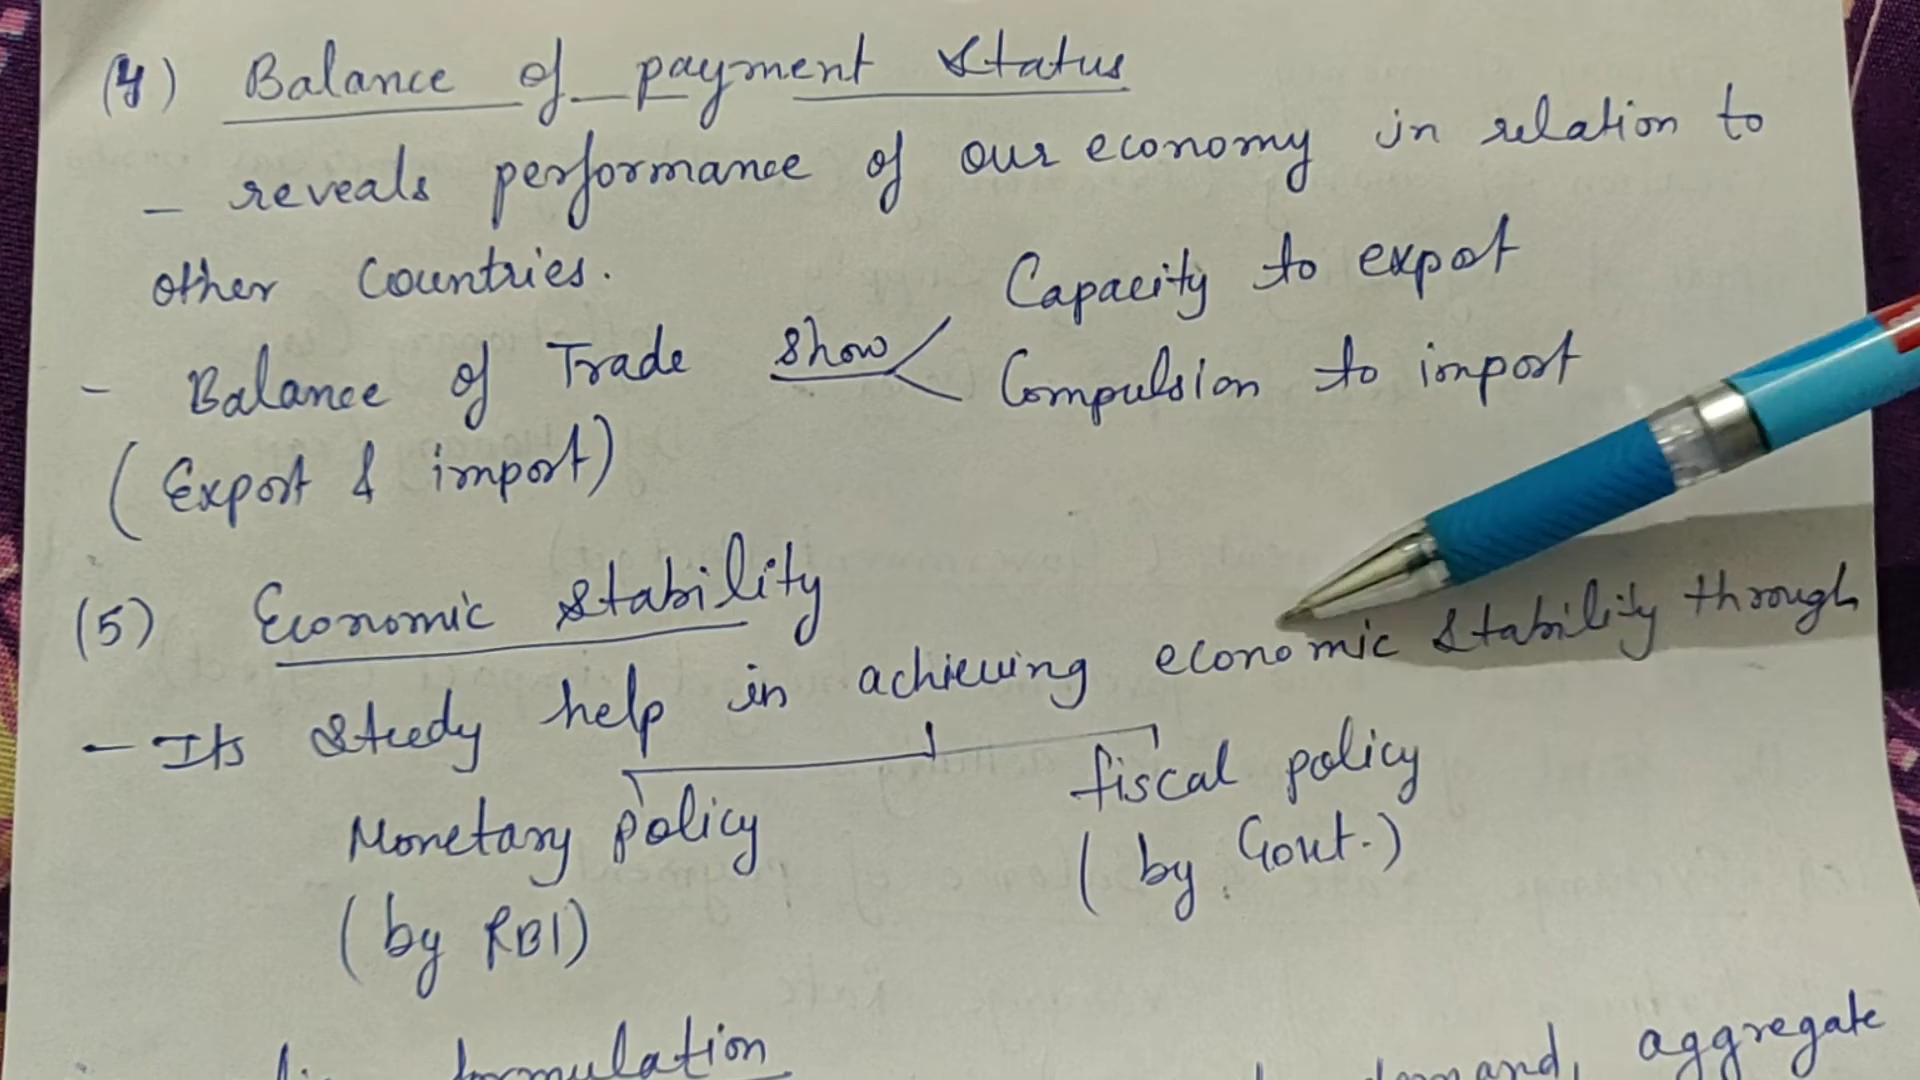 (4) Balance of payment Status
- reveals performance of our economy in relation to
other Countries.
- Balance of Trade show
Capacity to export
Compulsion to import
(Export & import)
(5) Economic Stability
- Its study help in achieving economic stability through
Monetary policy
(by RBI)
fiscal policy
(by Govt.)
formulation
demand, aggregate